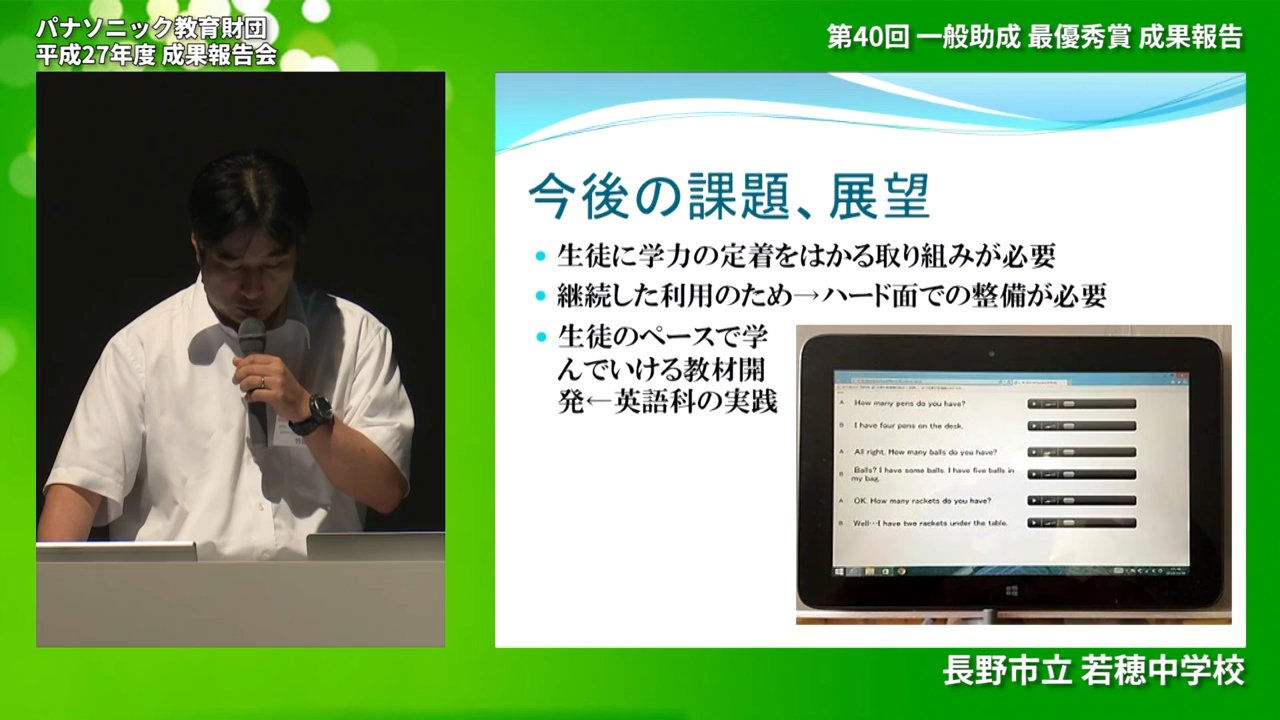 パナソニック教育財団
平成27年度 成果報告会
第40回 一般助成 最優秀賞 成果報告
今後の課題、展望
• 生徒に学力の定着をはかる取り組みが必要
• 継続した利用のため→ハード面での整備が必要
• 生徒のペースで学
んでいける教材開
発←英語科の実践
A How many pens do you have?
B I have four pens on the desk.
A All right. How many balls do you have?
B Balls? I have some balls. I have five balls in
my bag.
A OK. How many rackets do you have?
B Well…I have two rackets under the table.
長野市立 若穂中学校